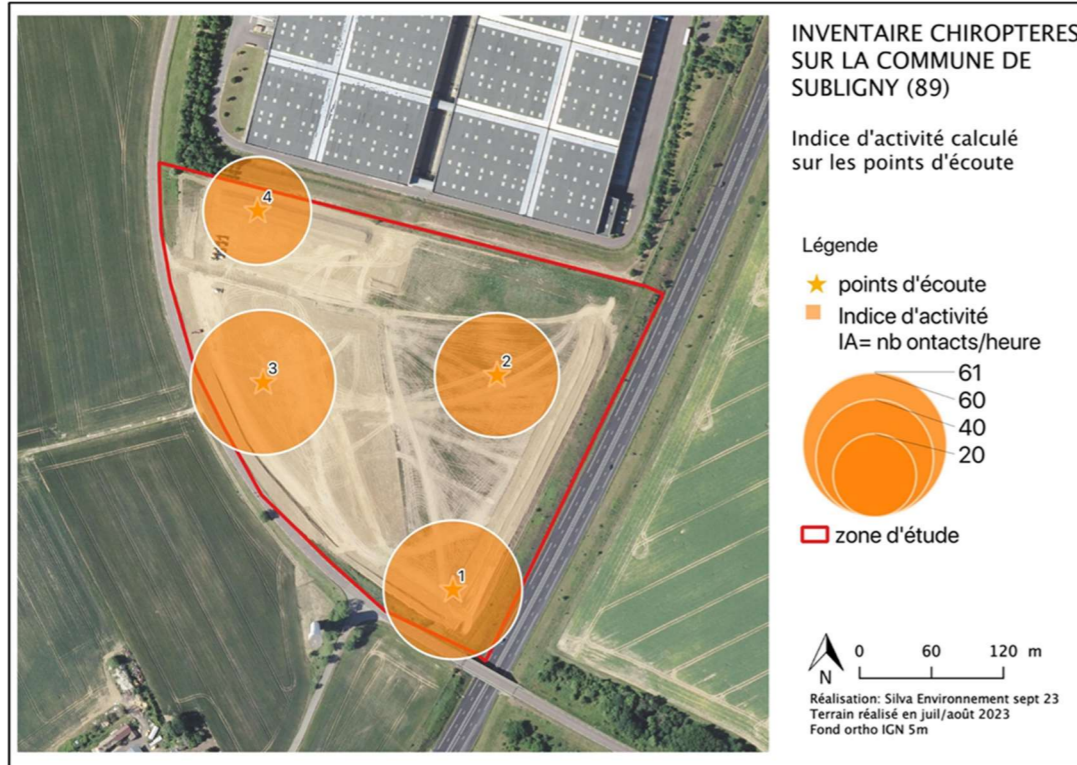 INVENTAIRE CHIROPTERES
SUR LA COMMUNE DE
SUBLIGNY (89)
Indice d'activité calculé
sur les points d'écoute
Légende
points d'écoute
Indice d'activité
IA= nb ontacts/heure
61
60
40
20
zone d'étude
4
3
2
1
0 60 120 m
N
Réalisation: Silva Environnement sept 23
Terrain réalisé en juil/août 2023
Fond ortho IGN 5m